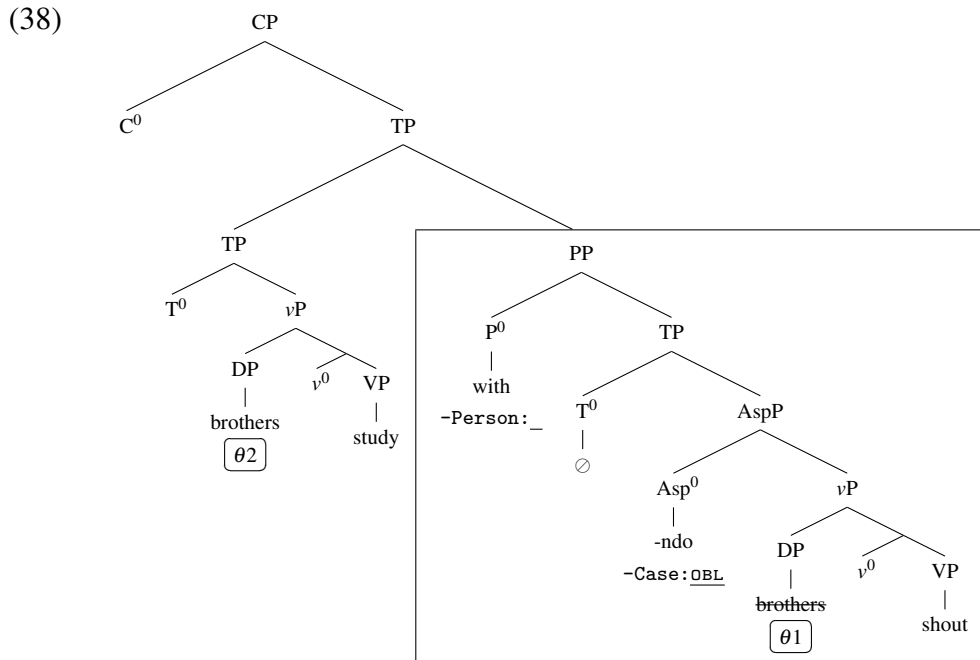 (38)
CP
C⁰ TP
TP PP
T⁰ vP P⁰ TP
DP v⁰ VP with T⁰ AspP
brothers study -Person:_ ∅ Asp⁰ vP
θ2 -ndo DP v⁰ VP
-Case:OBL brothers shout
θ1